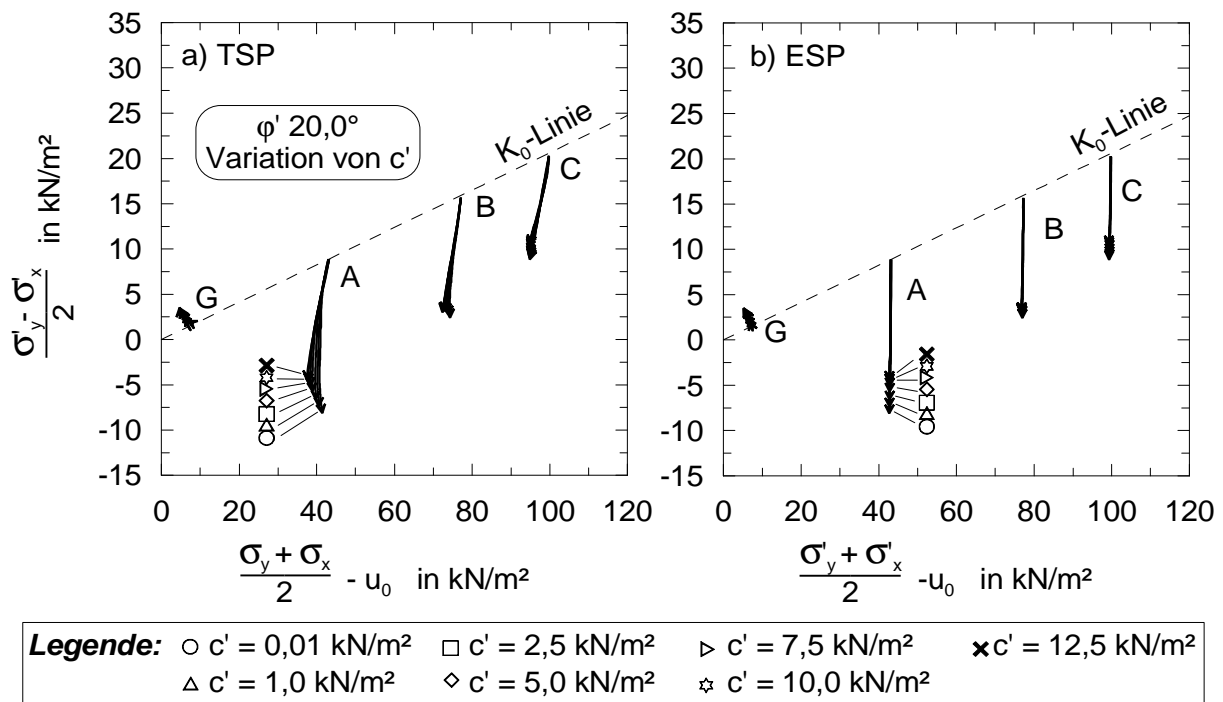 a) TSP
φ' 20,0°
Variation von c'
K₀-Linie
C
B
A
G
35
30
25
20
15
10
5
0
-5
-10
-15
0 20 40 60 80 100 120
σ'y - σ'x
2
in kN/m²
σy + σx
2
- u₀ in kN/m²
b) ESP
K₀-Linie
C
B
A
G
35
30
25
20
15
10
5
0
-5
-10
-15
0 20 40 60 80 100 120
σ'y + σ'x
2
-u₀ in kN/m²
Legende: c' = 0,01 kN/m² c' = 2,5 kN/m² c' = 7,5 kN/m² c' = 12,5 kN/m²
c' = 1,0 kN/m² c' = 5,0 kN/m² c' = 10,0 kN/m²